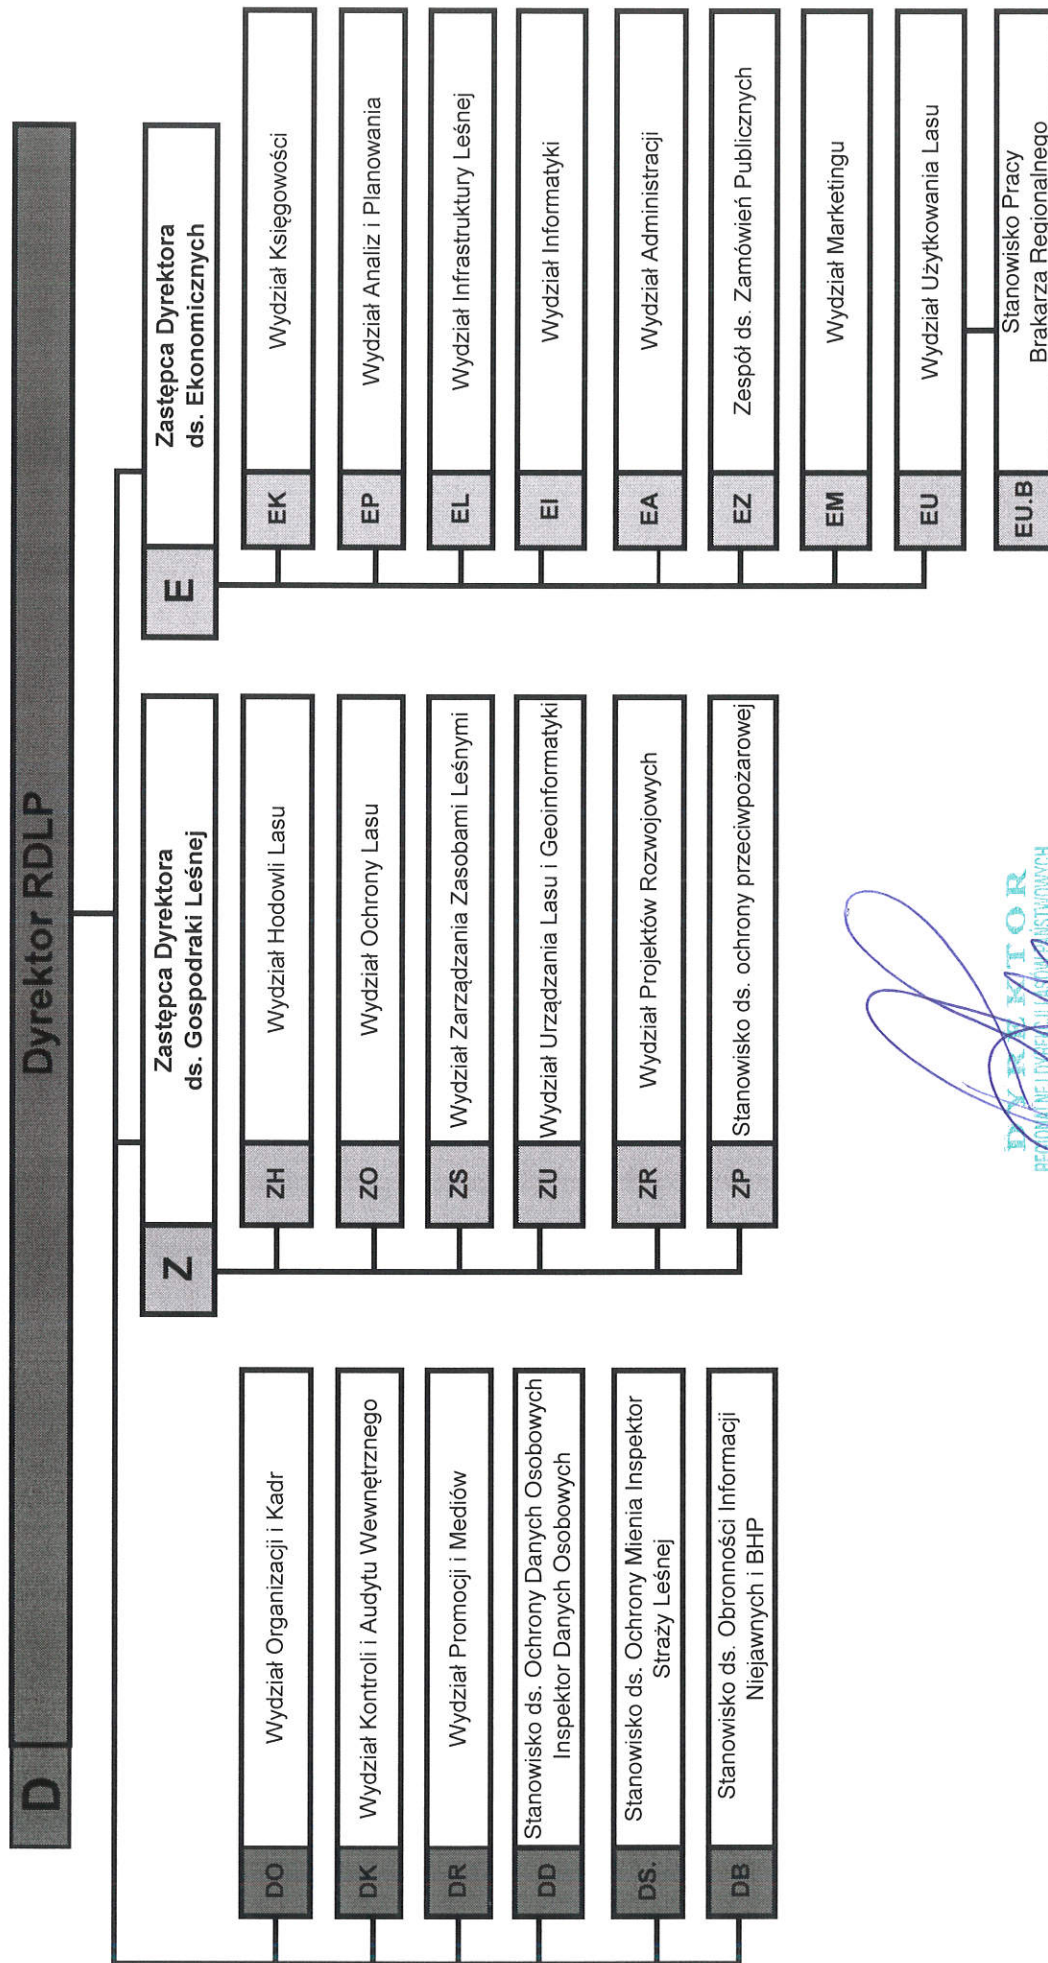 D
Dyrektor RDLP
DO
Wydział Organizacji i Kadr
DK
Wydział Kontroli i Audytu Wewnętrznego
DR
Wydział Promocji i Mediów
DD
Stanowisko ds. Ochrony Danych Osobowych
Inspektor Danych Osobowych
DS.
Stanowisko ds. Ochrony Mienia Inspektor
Straży Leśnej
DB
Stanowisko ds. Obronności Informacji
Niejawnych i BHP
Z
Zastępca Dyrektora
ds. Gospodraki Leśnej
ZH
Wydział Hodowli Lasu
ZO
Wydział Ochrony Lasu
ZS
Wydział Zarządzania Zasobami Leśnymi
ZU
Wydział Urządzania Lasu i Geoinformatyki
ZR
Wydział Projektów Rozwojowych
ZP
Stanowisko ds. ochrony przeciwpożarowej
E
Zastępca Dyrektora
ds. Ekonomicznych
EK
Wydział Księgowości
EP
Wydział Analiz i Planowania
EL
Wydział Infrastruktury Leśnej
EI
Wydział Informatyki
EA
Wydział Administracji
EZ
Zespół ds. Zamówień Publicznych
EM
Wydział Marketingu
EU
Wydział Użytkowania Lasu
EU.B
Stanowisko Pracy
Brakarza Regionalnego
DYREKTOR
REGIONALNEJ DYREKCJI LASÓW PAŃSTWOWYCH